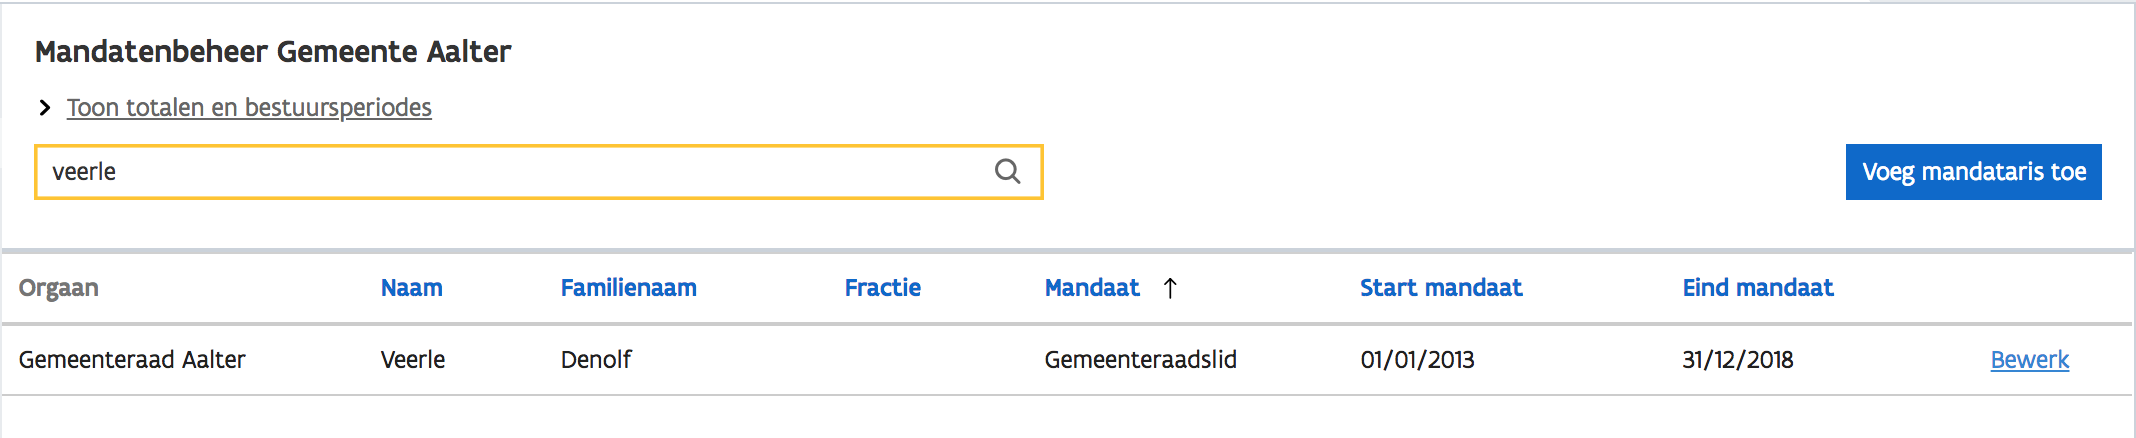 Mandatenbeheer Gemeente Aalter
Toon totalen en bestuursperiodes
veerle
Voeg mandataris toe
Orgaan Naam Familienaam Fractie Mandaat ↑ Start mandaat Eind mandaat
Gemeenteraad Aalter Veerle Denolf Gemeenteraadslid 01/01/2013 31/12/2018 Bewerk